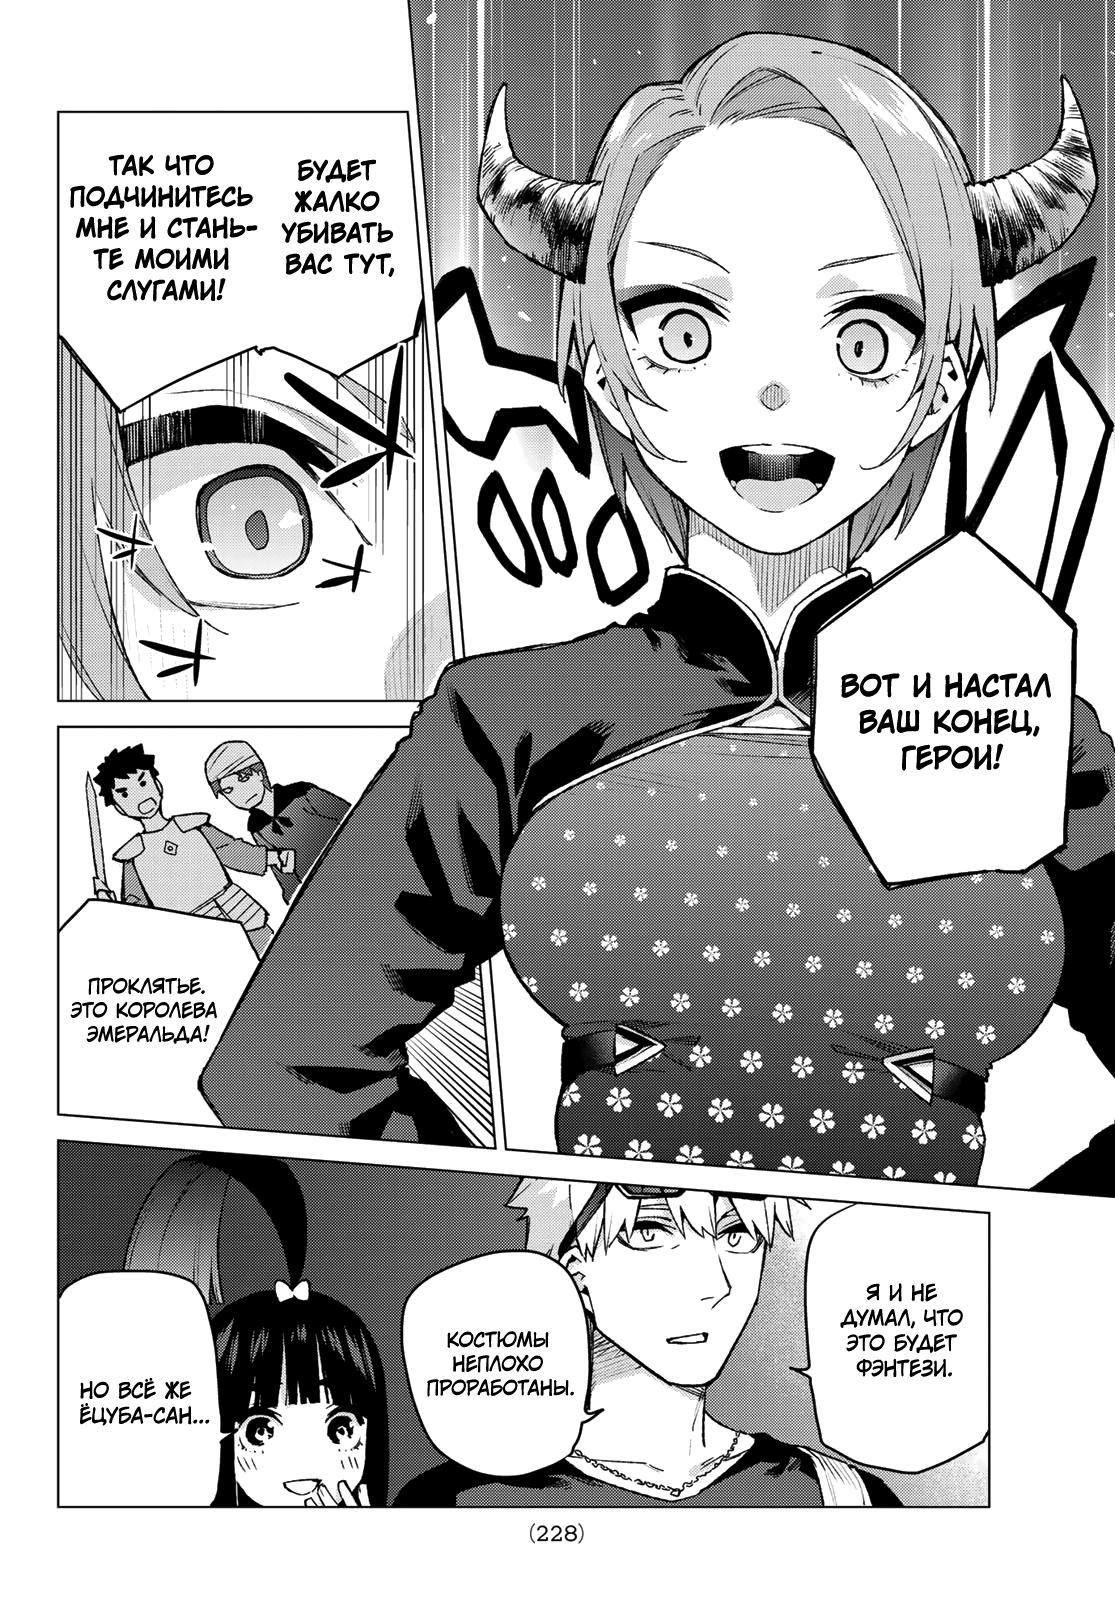 ВОТ И НАСТАЛ
ВАШ КОНЕЦ,
ГЕРОИ!
БУДЕТ
ЖАЛКО
УБИВАТЬ
ВАС ТУТ,
ТАК ЧТО
ПОДЧИНИТЕСЬ
МНЕ И СТАНЬ-
ТЕ МОИМИ
СЛУГАМИ!
ПРОКЛЯТЬЕ.
ЭТО КОРОЛЕВА
ЭМЕРАЛЬДА!
Я И НЕ
ДУМАЛ, ЧТО
ЭТО БУДЕТ
ФЭНТЕЗИ.
КОСТЮМЫ
НЕПЛОХО
ПРОРАБОТАНЫ.
НО ВСЁ ЖЕ
ЁЦУБА-САН...
(228)